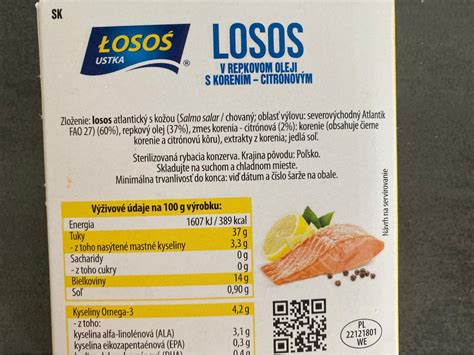 SK
ŁOSOŚ
USTKA
®
LOSOS
V REPKOVOM OLEJI
S KORENÍM – CITRÓNOVÝM
Zloženie: losos atlantický s kožou (Salmo salar / chovaný; oblasť výlovu: severovýchodný Atlantik
FAO 27) (60%), repkový olej (37%), zmes korenia - citrónová (2%): korenie (obsahuje čierne
korenie a citrónovú kôru), extrakty z korenia; jedlá soľ.
Sterilizovaná rybacia konzerva. Krajina pôvodu: Poľsko.
Skladujte na suchom a chladnom mieste.
Minimálna trvanlivosť do konca: viď dátum a číslo šarže na obale.
Výživové údaje na 100 g výrobku:
Energia 1607 kJ / 389 kcal
Tuky 37 g
- z toho nasýtené mastné kyseliny 3,3 g
Sacharidy 0 g
- z toho cukry 0 g
Bielkoviny 14 g
Soľ 0,90 g
Kyseliny Omega-3 4,2 g
- z toho:
kyselina alfa-linolénová (ALA) 3,1 g
kyselina eikozapentaénová (EPA) 0,3 g
Návrh na servírovanie
PL
22121801
WE